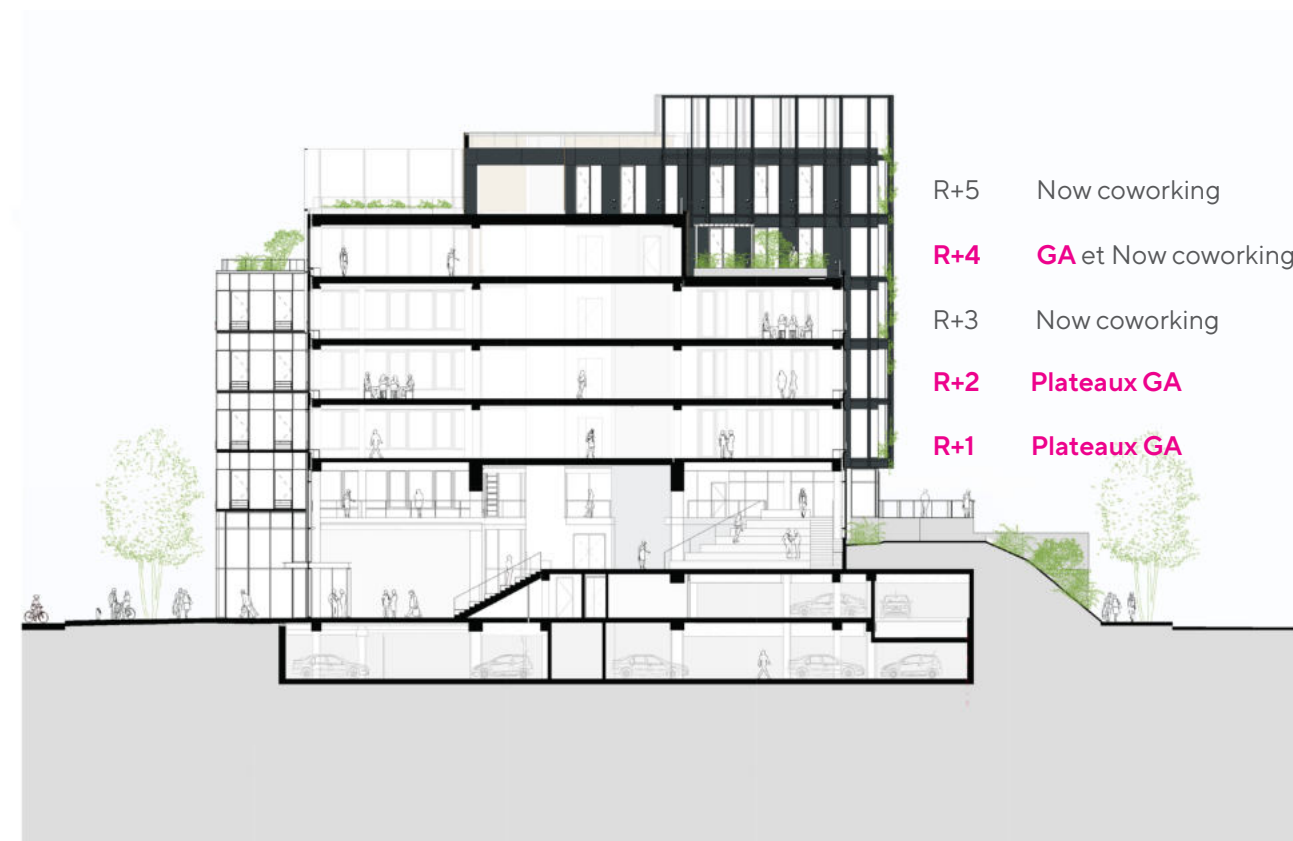 R+5 Now coworking
R+4 GA et Now coworking
R+3 Now coworking
R+2 Plateaux GA
R+1 Plateaux GA